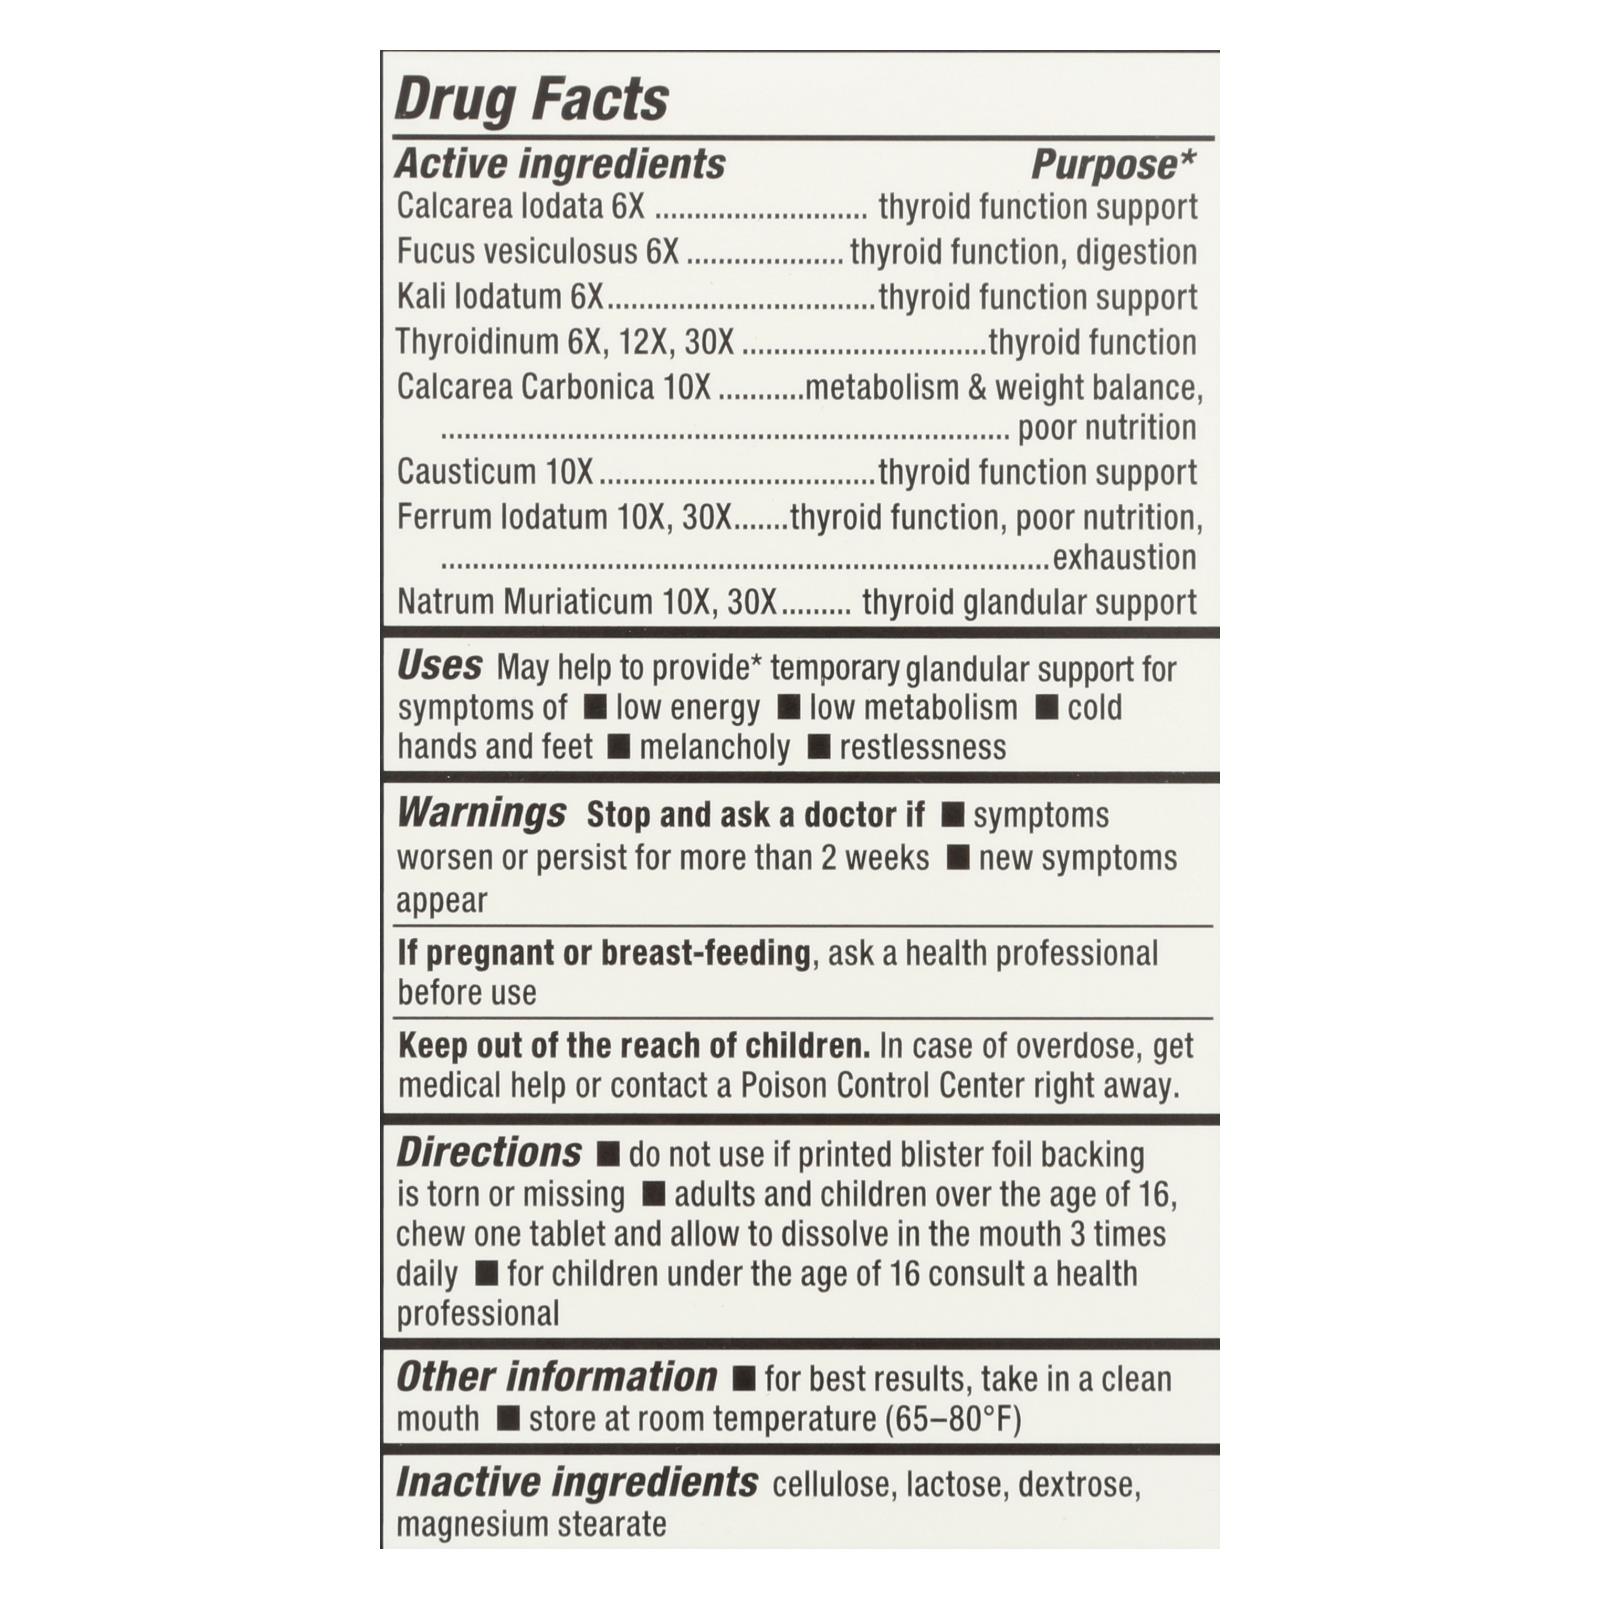 Drug Facts
Active ingredients Purpose*
Calcarea Iodata 6X ........................... thyroid function support
Fucus vesiculosus 6X .................... thyroid function, digestion
Kali Iodatum 6X..................................thyroid function support
Thyroidinum 6X, 12X, 30X ...............................thyroid function
Calcarea Carbonica 10X ...........metabolism & weight balance,
........................................................................ poor nutrition
Causticum 10X...................................thyroid function support
Ferrum Iodatum 10X, 30X.......thyroid function, poor nutrition,
.............................................................................exhaustion
Natrum Muriaticum 10X, 30X......... thyroid glandular support
Uses May help to provide* temporary glandular support for
symptoms of ■ low energy ■ low metabolism ■ cold
hands and feet ■ melancholy ■ restlessness
Warnings Stop and ask a doctor if ■ symptoms
worsen or persist for more than 2 weeks ■ new symptoms
appear
If pregnant or breast-feeding, ask a health professional
before use
Keep out of the reach of children. In case of overdose, get
medical help or contact a Poison Control Center right away.
Directions ■ do not use if printed blister foil backing
is torn or missing ■ adults and children over the age of 16,
chew one tablet and allow to dissolve in the mouth 3 times
daily ■ for children under the age of 16 consult a health
professional
Other information ■ for best results, take in a clean
mouth ■ store at room temperature (65–80°F)
Inactive ingredients cellulose, lactose, dextrose,
magnesium stearate